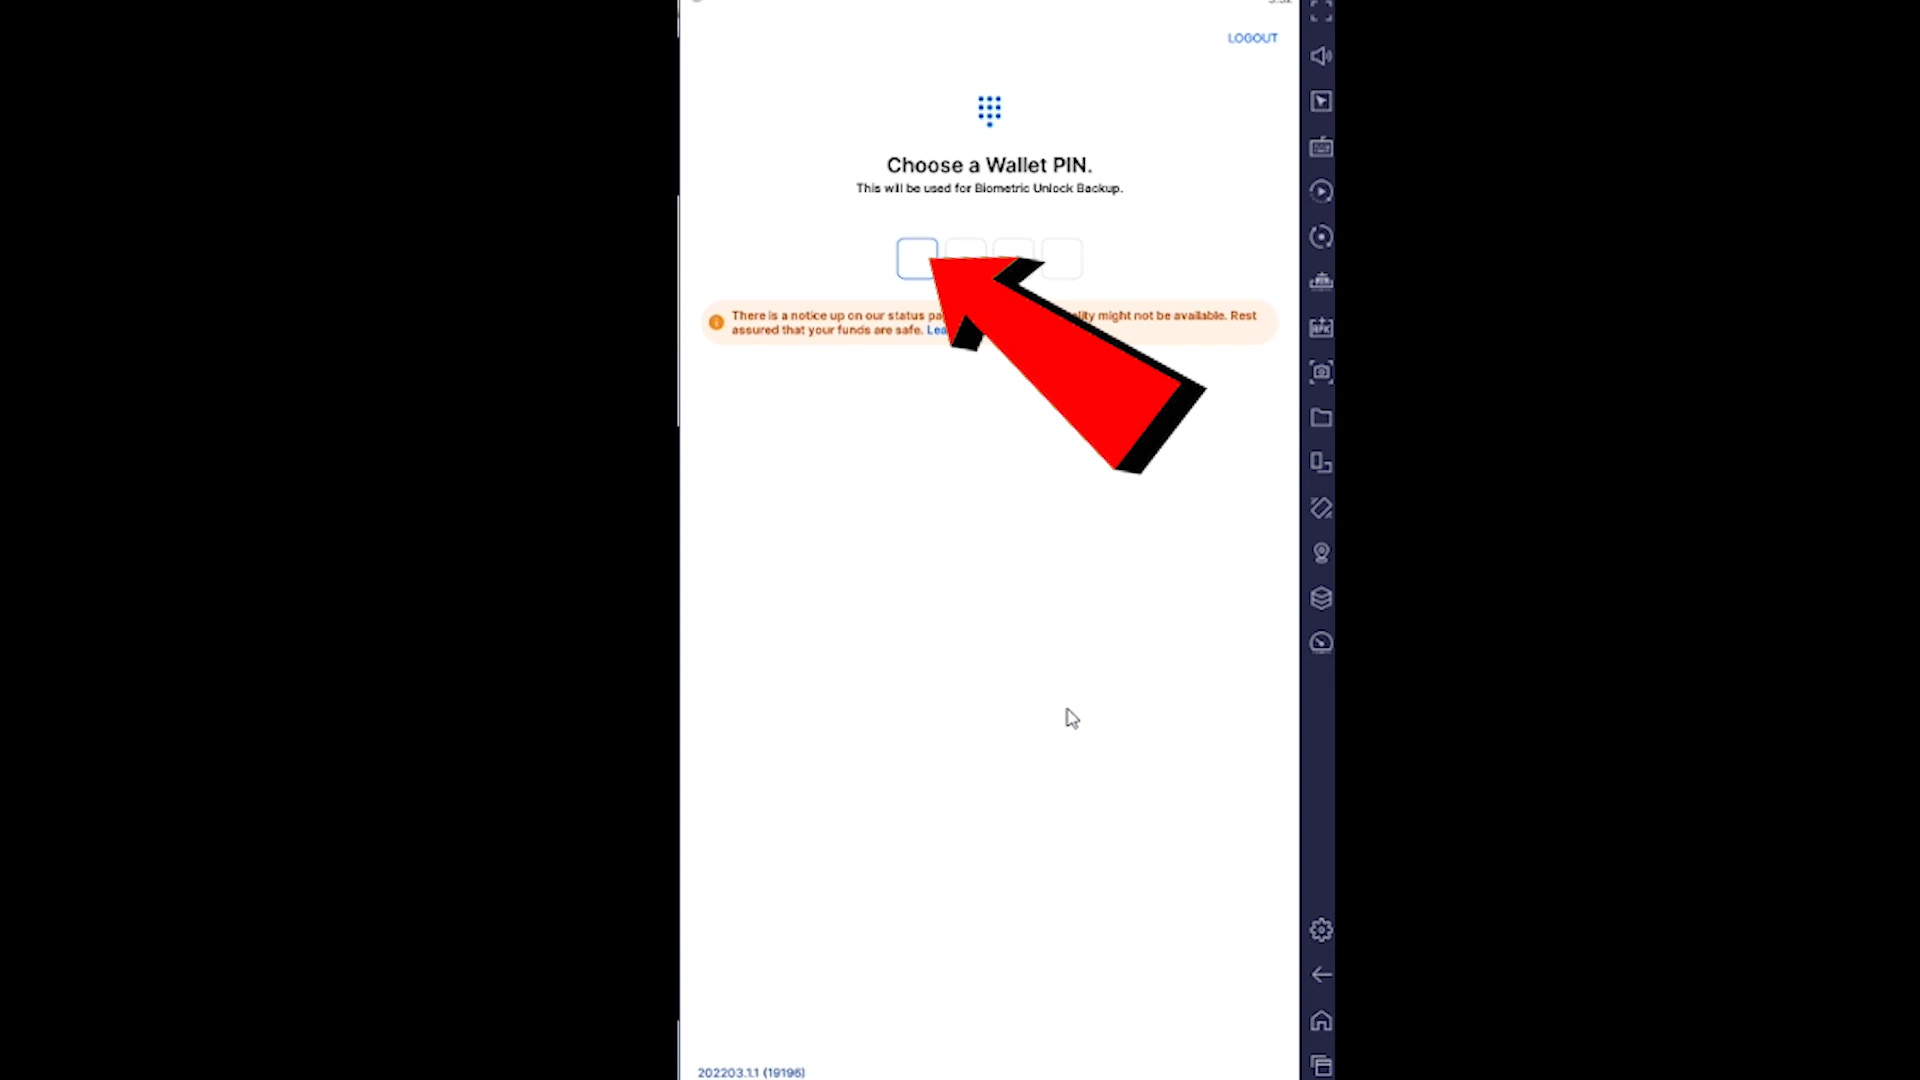 LOGOUT
Choose a Wallet PIN.
This will be used for Biometric Unlock Backup.
There is a notice up on our status might not be available. Rest
assured that your funds are safe.
202203.1.1 (19196)